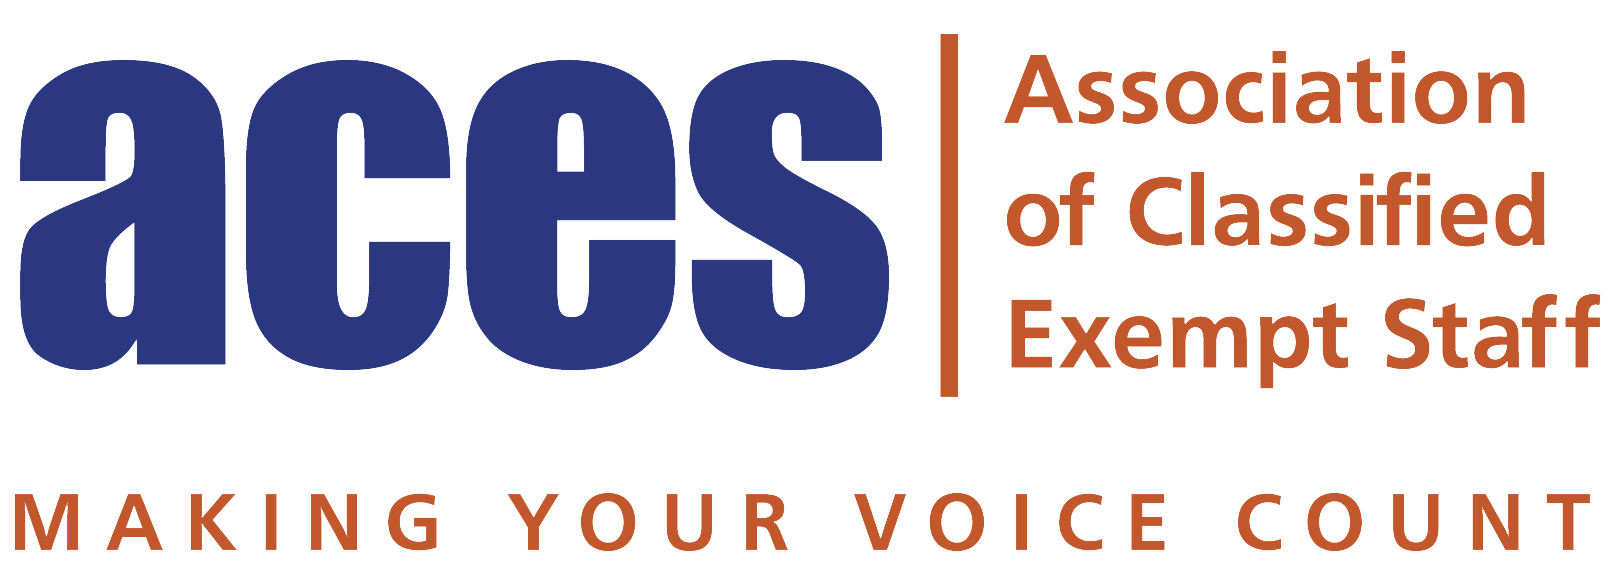 aces
Association
of Classified
Exempt Staff
MAKING YOUR VOICE COUNT